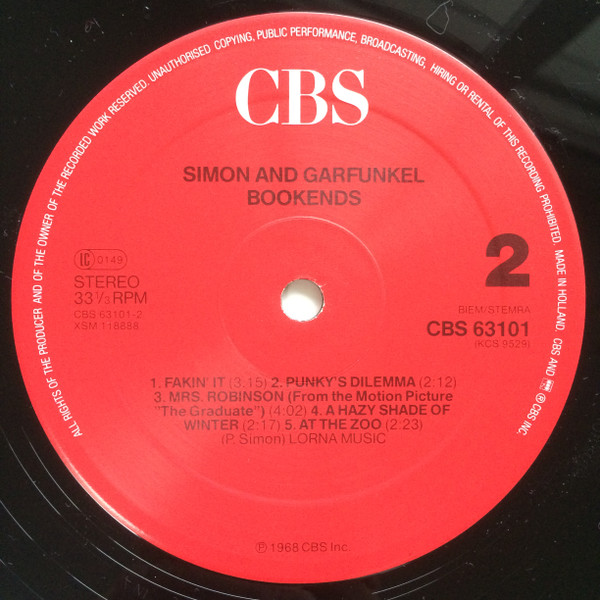 ALL RIGHTS OF THE PRODUCER AND OF THE OWNER OF THE RECORDED WORK RESERVED. UNAUTHORISED COPYING, PUBLIC PERFORMANCE, BROADCASTING, HIRING OR RENTAL OF THIS RECORDING PROHIBITED. MADE IN HOLLAND. CBS AND ® CBS INC.
CBS
SIMON AND GARFUNKEL
BOOKENDS
LC 0149
STEREO
33⅓ RPM
CBS 63101-2
XSM 118888
2
BIEM/STEMRA
CBS 63101
(KCS 9529)
1. FAKIN' IT (3.15) 2. PUNKY'S DILEMMA (2:12)
3. MRS. ROBINSON (From the Motion Picture
"The Graduate") (4:02) 4. A HAZY SHADE OF
WINTER (2:17) 5. AT THE ZOO (2:23)
(P. Simon) LORNA MUSIC
℗ 1968 CBS Inc.